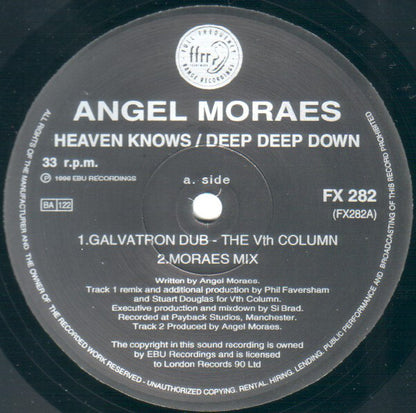 FULL FREQUENCY
ffrr
RANGE RECORDINGS
ANGEL MORAES
HEAVEN KNOWS / DEEP DEEP DOWN
33 r.p.m.
℗ 1996 EBU RECORDINGS
a. side
FX 282
(FX282A)
BA 122
1.GALVATRON DUB - THE Vth COLUMN
2.MORAES MIX
Written by Angel Moraes.
Track 1 remix and additional production by Phil Faversham
and Stuart Douglas for Vth Column.
Executive production and mixdown by Si Brad.
Recorded at Payback Studios, Manchester.
Track 2 Produced by Angel Moraes.
The copyright in this sound recording is owned
by EBU Recordings and is licensed
to London Records 90 Ltd
ALL RIGHTS OF THE MANUFACTURER AND THE OWNER OF THE RECORDED WORK RESERVED - UNAUTHORIZED COPYING. RENTAL. HIRING. LENDING. PUBLIC PERFORMANCE AND BROADCASTING OF THIS RECORD PROHIBITED